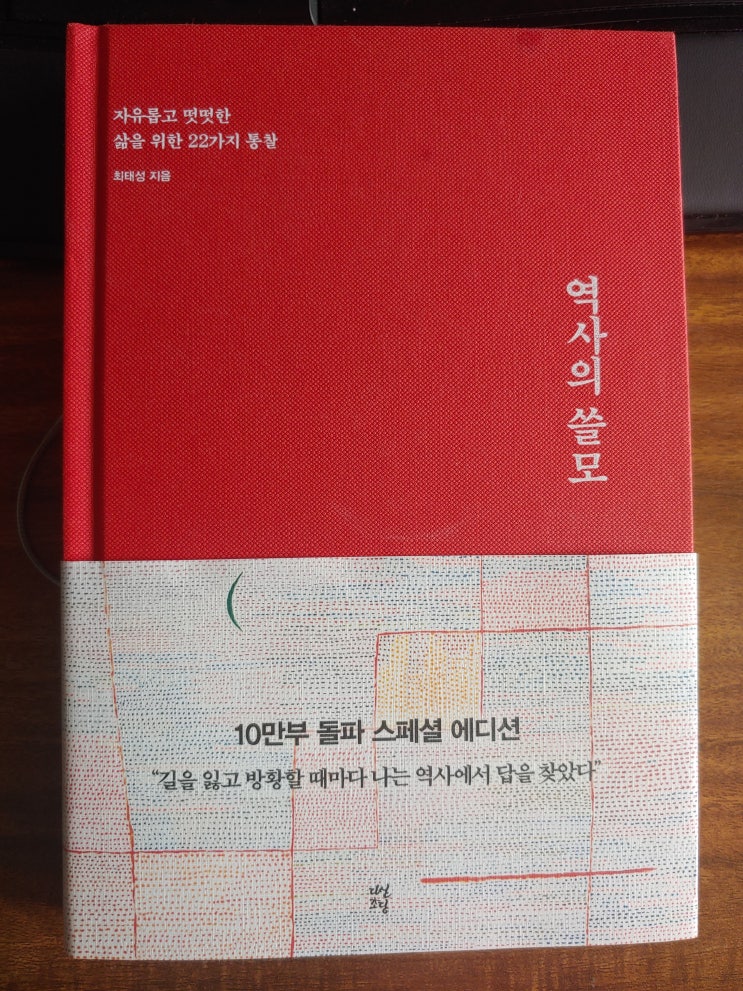 자유롭고 떳떳한
삶을 위한 22가지 통찰
최태성 지음
역사의 쓸모
10만부 돌파 스페셜 에디션
“길을 잃고 방황할 때마다 나는 역사에서 답을 찾았다”
다산
초당